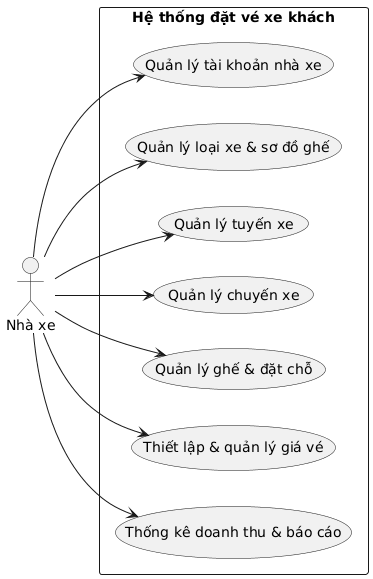 Hệ thống đặt vé xe khách
Quản lý tài khoản nhà xe
Quản lý loại xe & sơ đồ ghế
Quản lý tuyến xe
Quản lý chuyến xe
Nhà xe
Quản lý ghế & đặt chỗ
Thiết lập & quản lý giá vé
Thống kê doanh thu & báo cáo